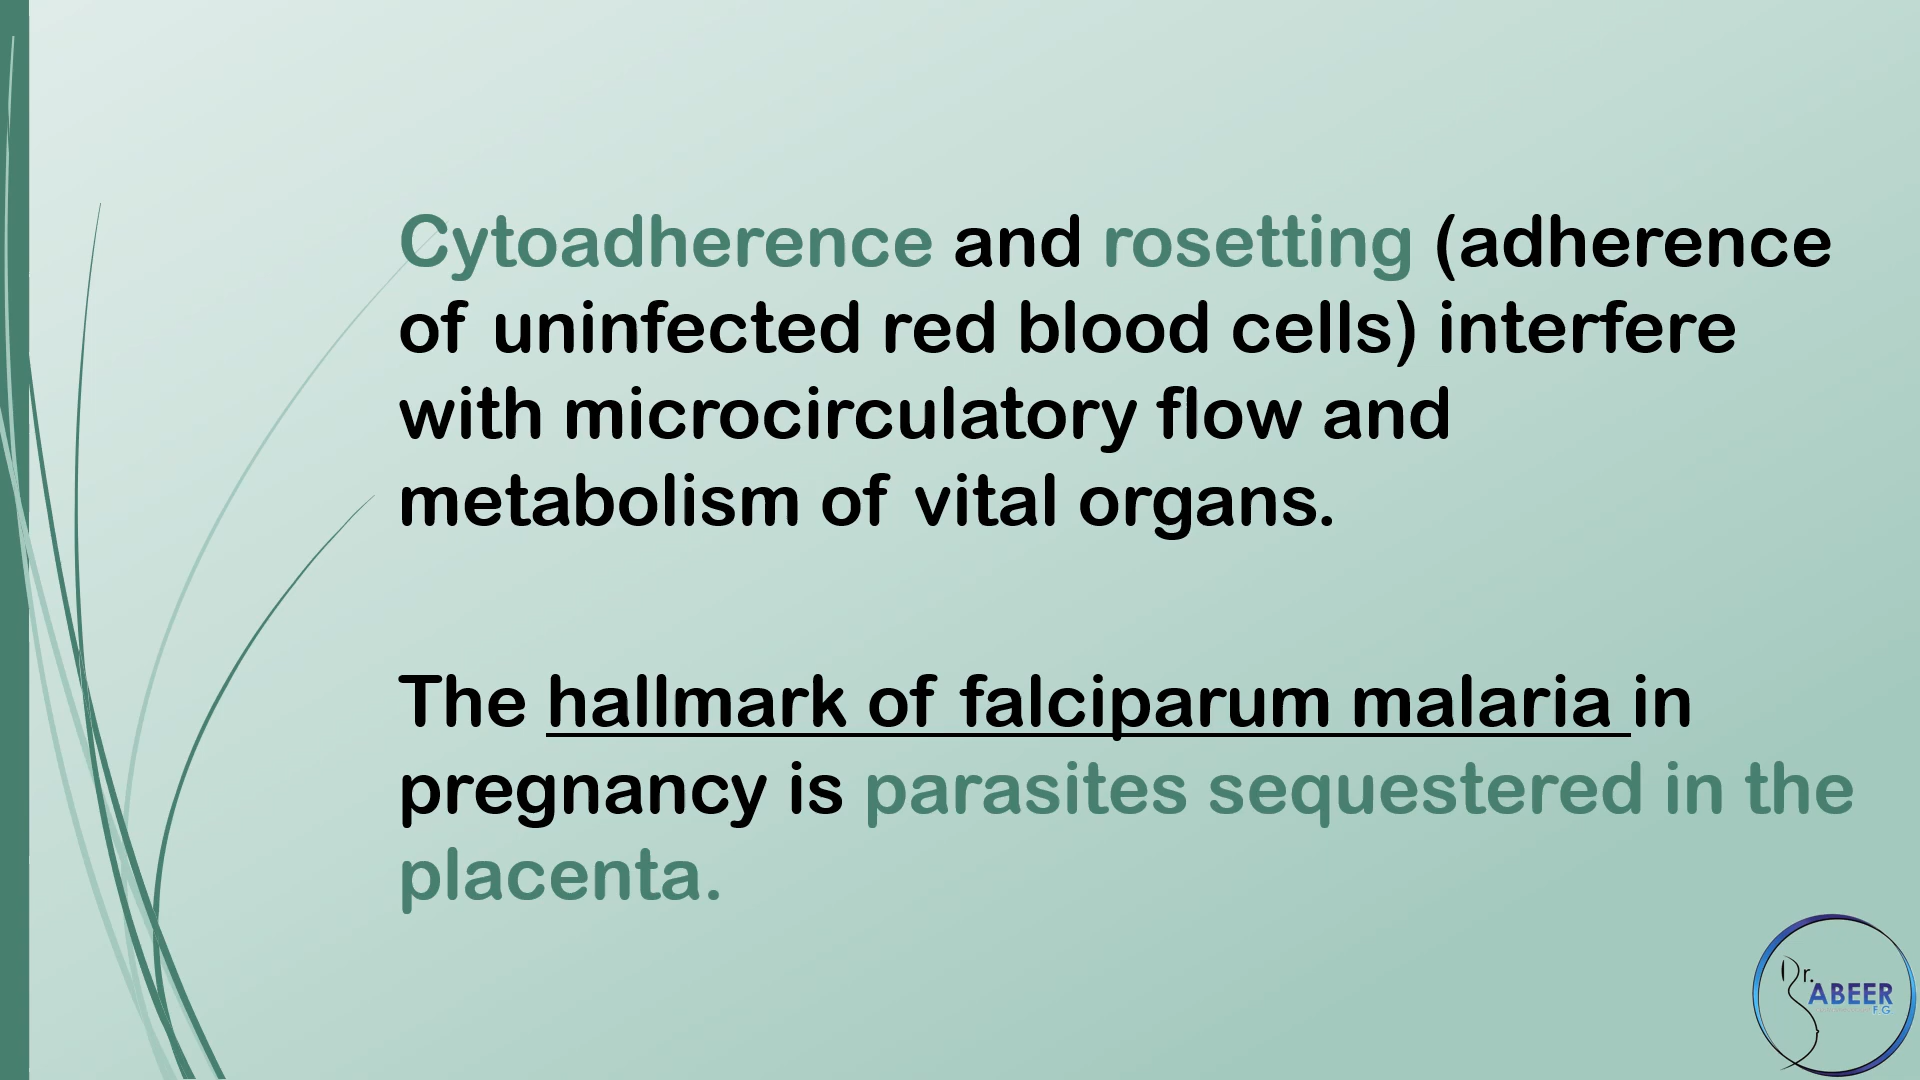 Cytoadherence and rosetting (adherence
of uninfected red blood cells) interfere
with microcirculatory flow and
metabolism of vital organs.
The hallmark of falciparum malaria in
pregnancy is parasites sequestered in the
placenta.
Dr.
ABEER
F.G